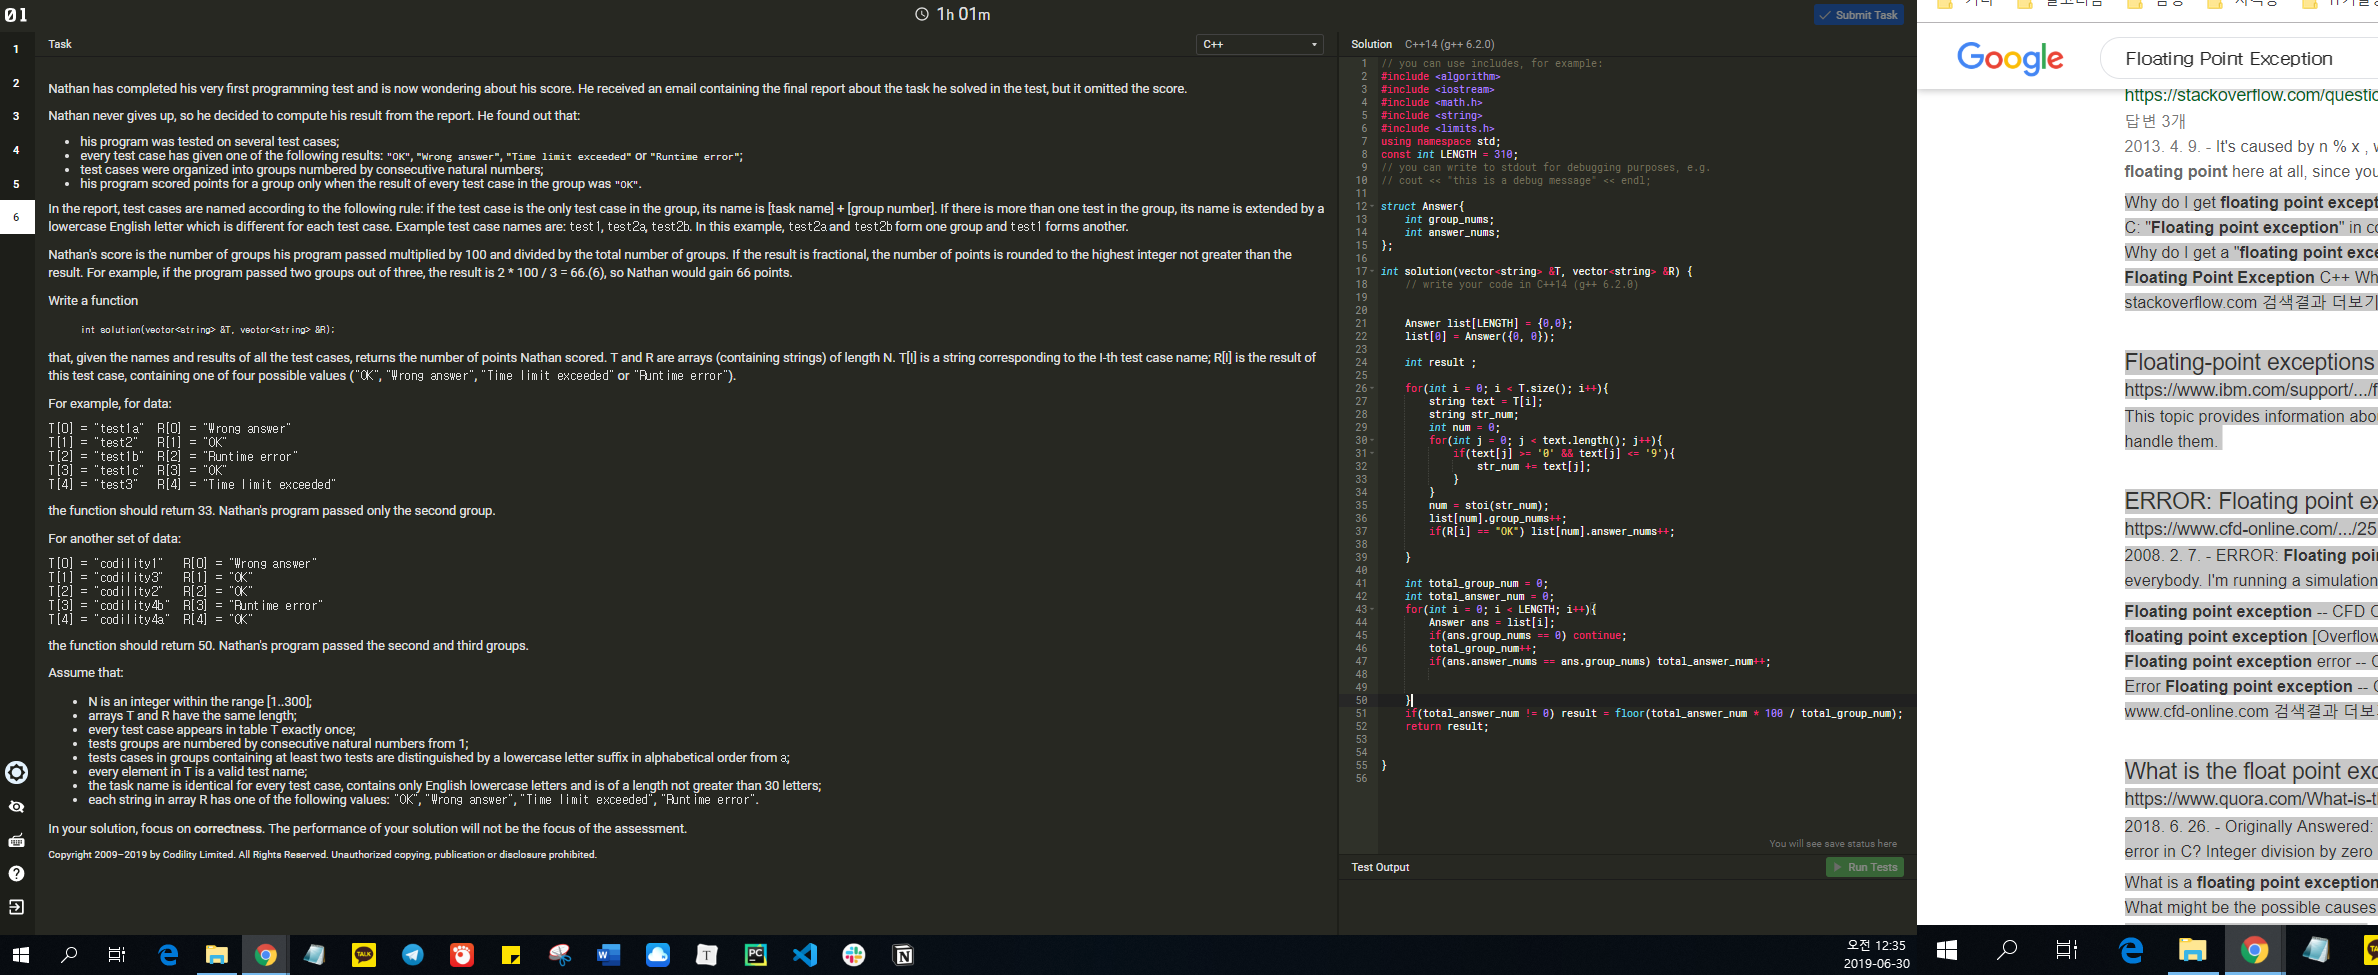 01
1h 01m
Submit Task
1
2
3
4
5
6
Task
C++
Nathan has completed his very first programming test and is now wondering about his score. He received an email containing the final report about the task he solved in the test, but it omitted the score.
Nathan never gives up, so he decided to compute his result from the report. He found out that:
• his program was tested on several test cases;
• every test case has given one of the following results: "OK", "Wrong answer", "Time limit exceeded" or "Runtime error";
• test cases were organized into groups numbered by consecutive natural numbers;
• his program scored points for a group only when the result of every test case in the group was "OK".
In the report, test cases are named according to the following rule: if the test case is the only test case in the group, its name is [task name] + [group number]. If there is more than one test in the group, its name is extended by a
lowercase English letter which is different for each test case. Example test case names are: test1, test2a, test2b. In this example, test2a and test2b form one group and test1 forms another.
Nathan's score is the number of groups his program passed multiplied by 100 and divided by the total number of groups. If the result is fractional, the number of points is rounded to the highest integer not greater than the
result. For example, if the program passed two groups out of three, the result is 2 * 100 / 3 = 66.(6), so Nathan would gain 66 points.
Write a function
int solution(vector<string> &T, vector<string> &R);
that, given the names and results of all the test cases, returns the number of points Nathan scored. T and R are arrays (containing strings) of length N. T[I] is a string corresponding to the I-th test case name; R[I] is the result of
this test case, containing one of four possible values ("OK", "Wrong answer", "Time limit exceeded" or "Runtime error").
For example, for data:
T[0] = "test1a" R[0] = "Wrong answer"
T[1] = "test2" R[1] = "OK"
T[2] = "test1b" R[2] = "Runtime error"
T[3] = "test1c" R[3] = "OK"
T[4] = "test3" R[4] = "Time limit exceeded"
the function should return 33. Nathan's program passed only the second group.
For another set of data:
T[0] = "codility1" R[0] = "Wrong answer"
T[1] = "codility3" R[1] = "OK"
T[2] = "codility2" R[2] = "OK"
T[3] = "codility4b" R[3] = "Runtime error"
T[4] = "codility4a" R[4] = "OK"
the function should return 50. Nathan's program passed the second and third groups.
Assume that:
• N is an integer within the range [1..300];
• arrays T and R have the same length;
• every test case appears in table T exactly once;
• tests groups are numbered by consecutive natural numbers from 1;
• tests cases in groups containing at least two tests are distinguished by a lowercase letter suffix in alphabetical order from a;
• every element in T is a valid test name;
• the task name is identical for every test case, contains only English lowercase letters and is of a length not greater than 30 letters;
• each string in array R has one of the following values: "OK", "Wrong answer", "Time limit exceeded", "Runtime error".
In your solution, focus on correctness. The performance of your solution will not be the focus of the assessment.
Copyright 2009–2019 by Codility Limited. All Rights Reserved. Unauthorized copying, publication or disclosure prohibited.
Solution C++14 (g++ 6.2.0)
1 // you can use includes, for example:
2 #include <algorithm>
3 #include <iostream>
4 #include <math.h>
5 #include <string>
6 #include <limits.h>
7 using namespace std;
8 const int LENGTH = 310;
9 // you can write to stdout for debugging purposes, e.g.
10 // cout << "this is a debug message" << endl;
11
12 struct Answer{
13 int group_nums;
14 int answer_nums;
15 };
16
17 int solution(vector<string> &T, vector<string> &R) {
18 // write your code in C++14 (g++ 6.2.0)
19
20
21 Answer list[LENGTH] = {0,0};
22 list[0] = Answer({0, 0});
23
24 int result ;
25
26 for(int i = 0; i < T.size(); i++){
27 string text = T[i];
28 string str_num;
29 int num = 0;
30 for(int j = 0; j < text.length(); j++){
31 if(text[j] >= '0' && text[j] <= '9'){
32 str_num += text[j];
33 }
34 }
35 num = stoi(str_num);
36 list[num].group_nums++;
37 if(R[i] == "OK") list[num].answer_nums++;
38
39 }
40
41 int total_group_num = 0;
42 int total_answer_num = 0;
43 for(int i = 0; i < LENGTH; i++){
44 Answer ans = list[i];
45 if(ans.group_nums == 0) continue;
46 total_group_num++;
47 if(ans.answer_nums == ans.group_nums) total_answer_num++;
48
49
50 }
51 if(total_answer_num != 0) result = floor(total_answer_num * 100 / total_group_num);
52 return result;
53
54
55 }
56
You will see save status here
Test Output
Run Tests
오전 12:35
2019-06-30
Google
Floating Point Exception
https://stackoverflow.com/questio
답변 3개
2013. 4. 9. - It's caused by n % x ,
floating point here at all, since you
Why do I get floating point except
C: "Floating point exception" in co
Why do I get a "floating point exce
Floating Point Exception C++ Wh
stackoverflow.com 검색결과 더보기
Floating-point exceptions
https://www.ibm.com/support/.../f
This topic provides information abo
handle them.
ERROR: Floating point ex
https://www.cfd-online.com/.../25
2008. 2. 7. - ERROR: Floating poi
everybody. I'm running a simulation
Floating point exception -- CFD C
floating point exception [Overflow
Floating point exception error -- C
Error Floating point exception -- C
www.cfd-online.com 검색결과 더보
What is the float point exc
https://www.quora.com/What-is-t
2018. 6. 26. - Originally Answered:
error in C? Integer division by zero
What is a floating point exception
What might be the possible causes